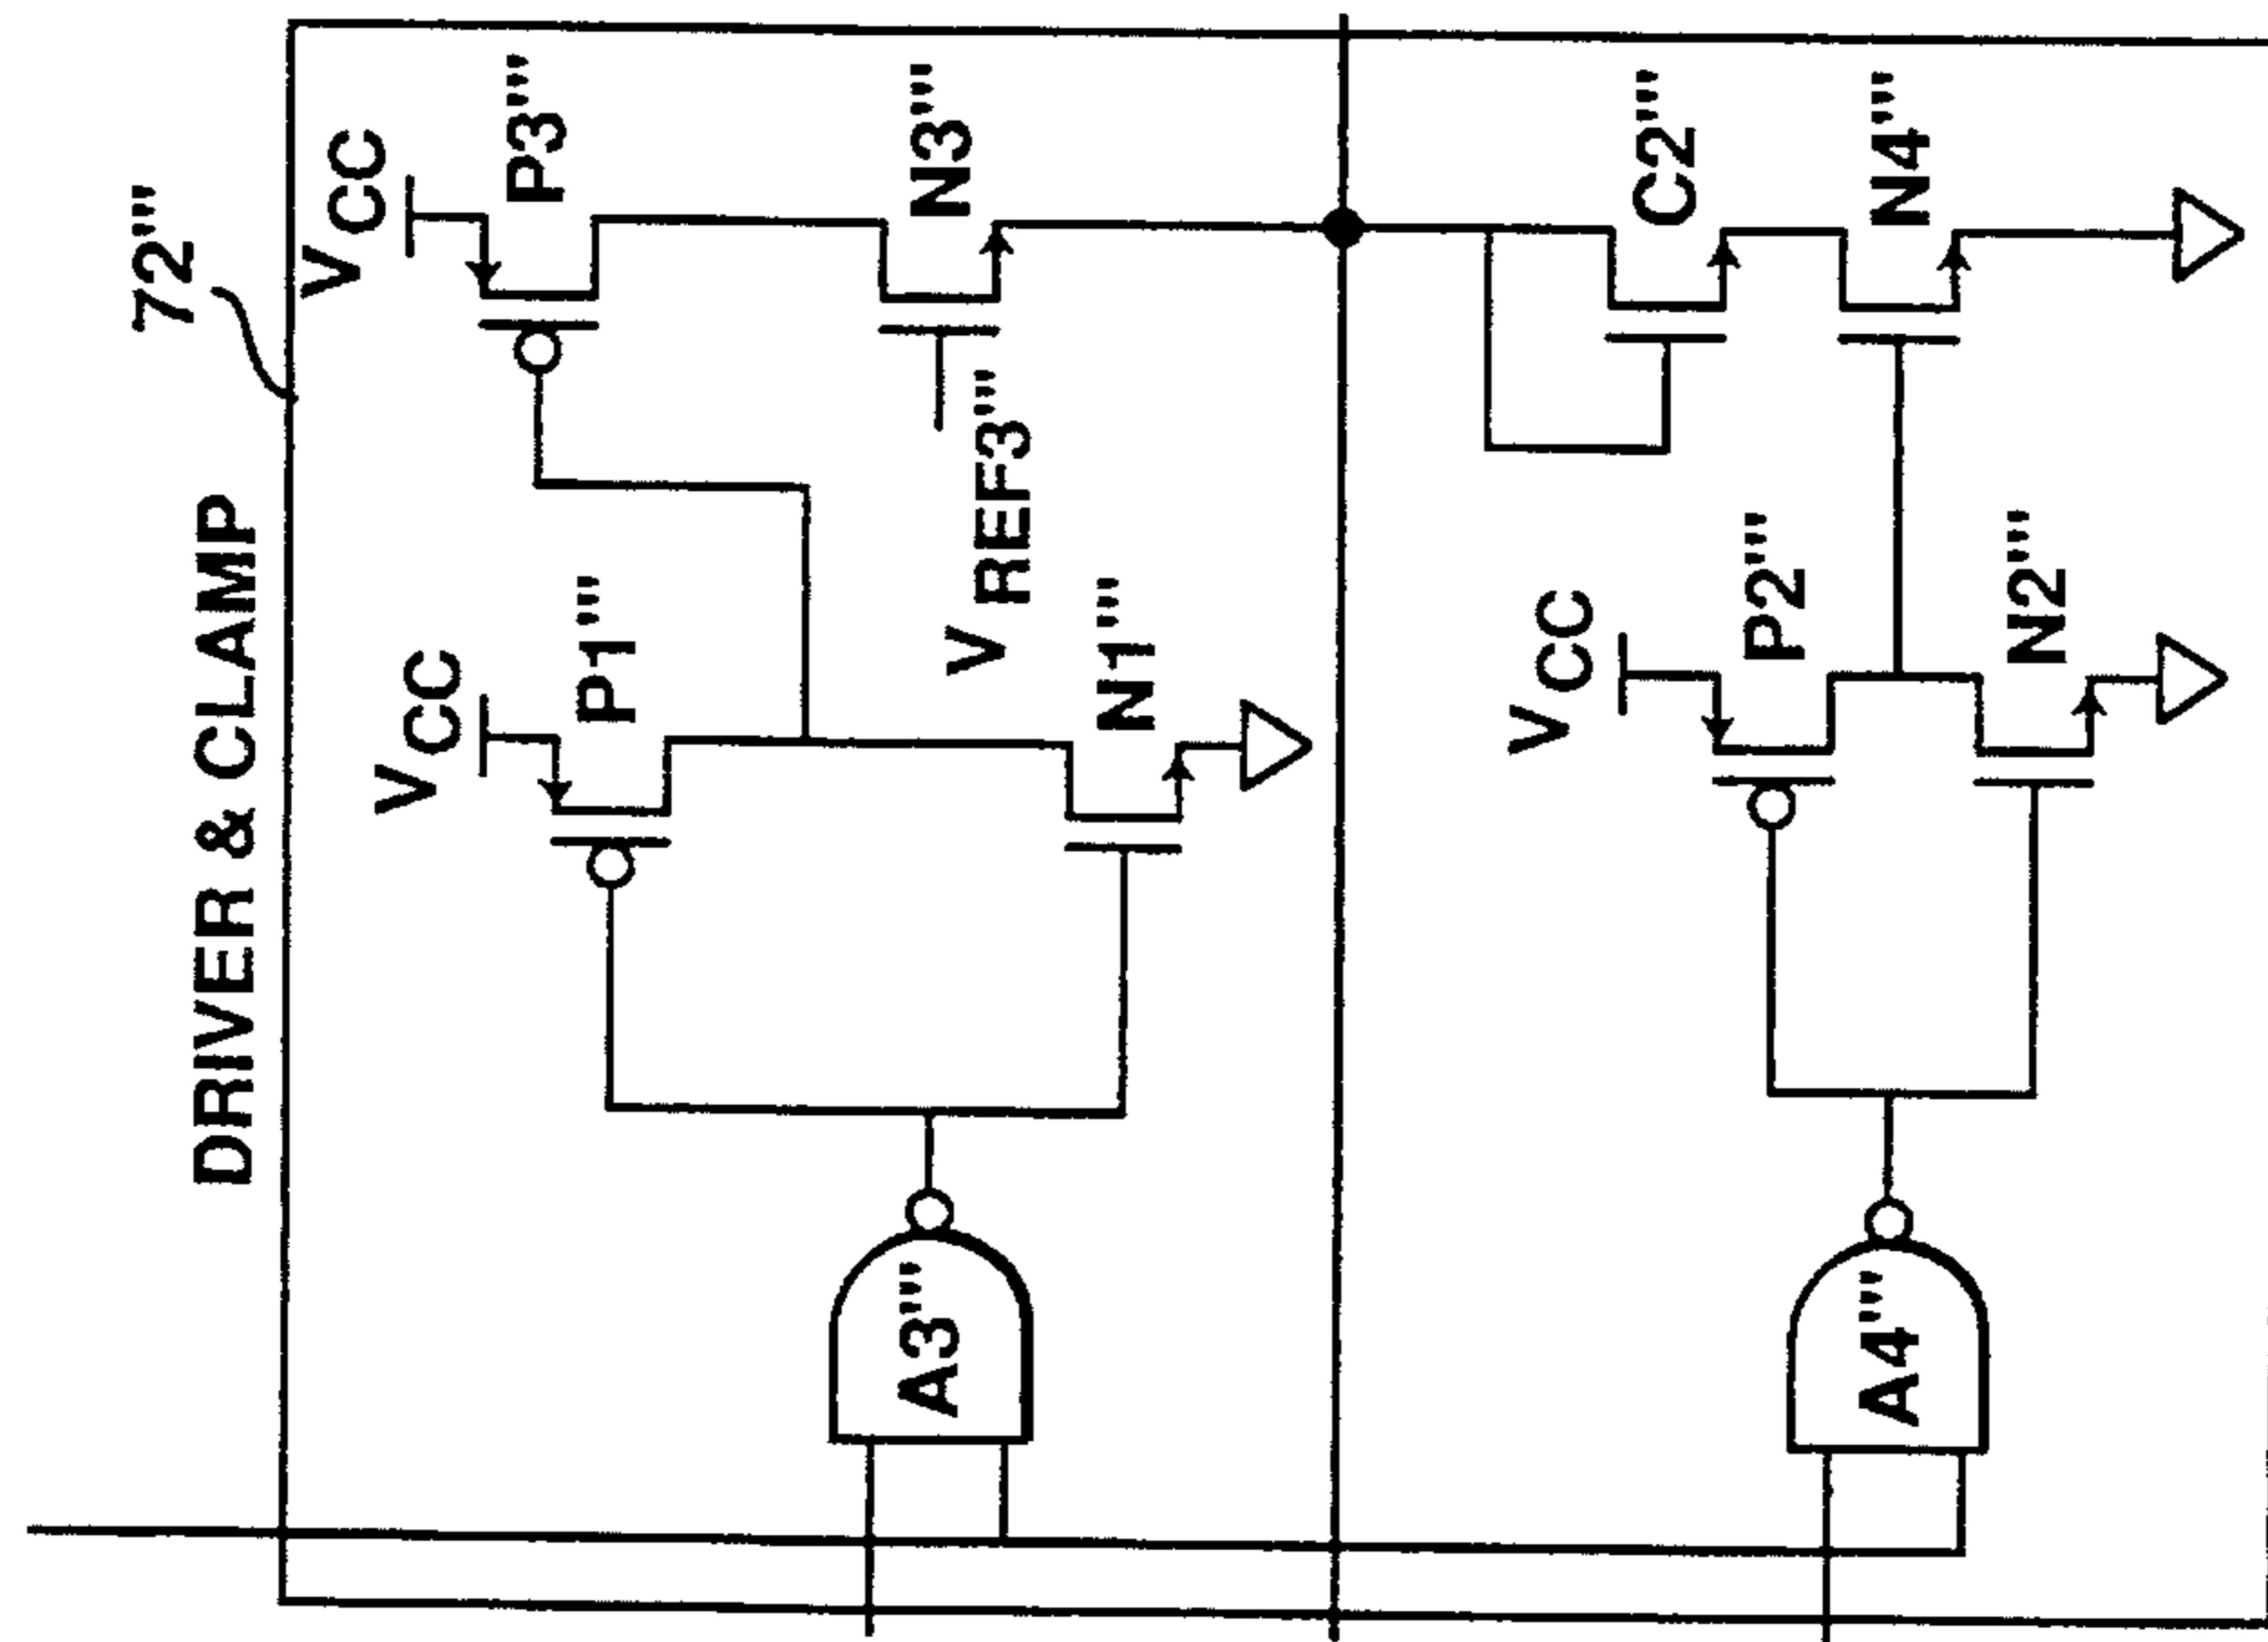 72"'
DRIVER & CLAMP
VCC
VCC
P3"'
P1"'
A3"'
N3"'
VREF3"'
N1"'
VCC
C2"'
P2"'
A4"'
N4"'
N2"'